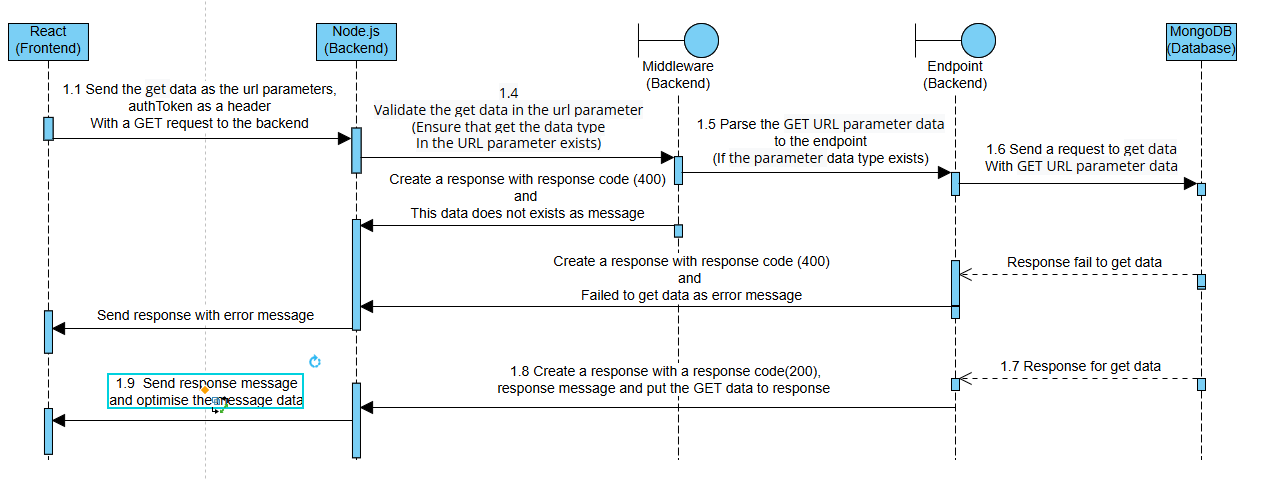 React
(Frontend)
Node.js
(Backend)
Middleware
(Backend)
Endpoint
(Backend)
MongoDB
(Database)
1.1 Send the get data as the url parameters,
authToken as a header
With a GET request to the backend
1.4
Validate the get data in the url parameter
(Ensure that get the data type
In the URL parameter exists)
1.5 Parse the GET URL parameter data
to the endpoint
(If the parameter data type exists)
1.6 Send a request to get data
With GET URL parameter data
Create a response with response code (400)
and
This data does not exists as message
Response fail to get data
Create a response with response code (400)
and
Failed to get data as error message
Send response with error message
1.7 Response for get data
1.8 Create a response with a response code(200),
response message and put the GET data to response
1.9 Send response message
and optimise the message data